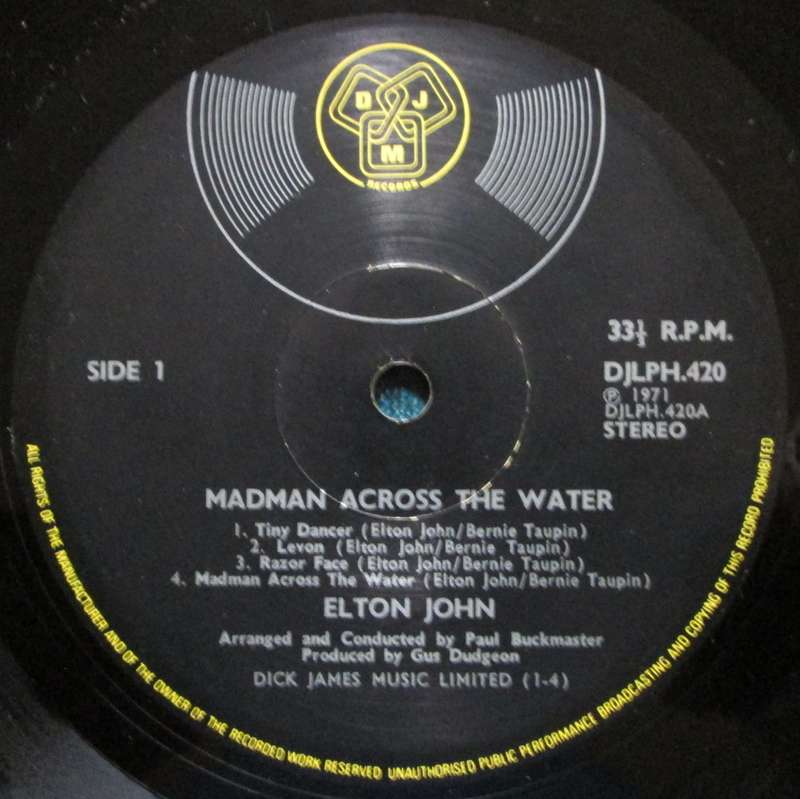 D J
M
RECORDS
33⅓ R.P.M.
SIDE 1
DJLPH.420
℗ 1971
DJLPH.420A
STEREO
MADMAN ACROSS THE WATER
1. Tiny Dancer (Elton John/Bernie Taupin)
2. Levon (Elton John/Bernie Taupin)
3. Razor Face (Elton John/Bernie Taupin)
4. Madman Across The Water (Elton John/Bernie Taupin)
ELTON JOHN
Arranged and Conducted by Paul Buckmaster
Produced by Gus Dudgeon
DICK JAMES MUSIC LIMITED (1-4)
ALL RIGHTS OF THE MANUFACTURER AND OF THE OWNER OF THE RECORDED WORK RESERVED UNAUTHORISED PUBLIC PERFORMANCE BROADCASTING AND COPYING OF THIS RECORD PROHIBITED